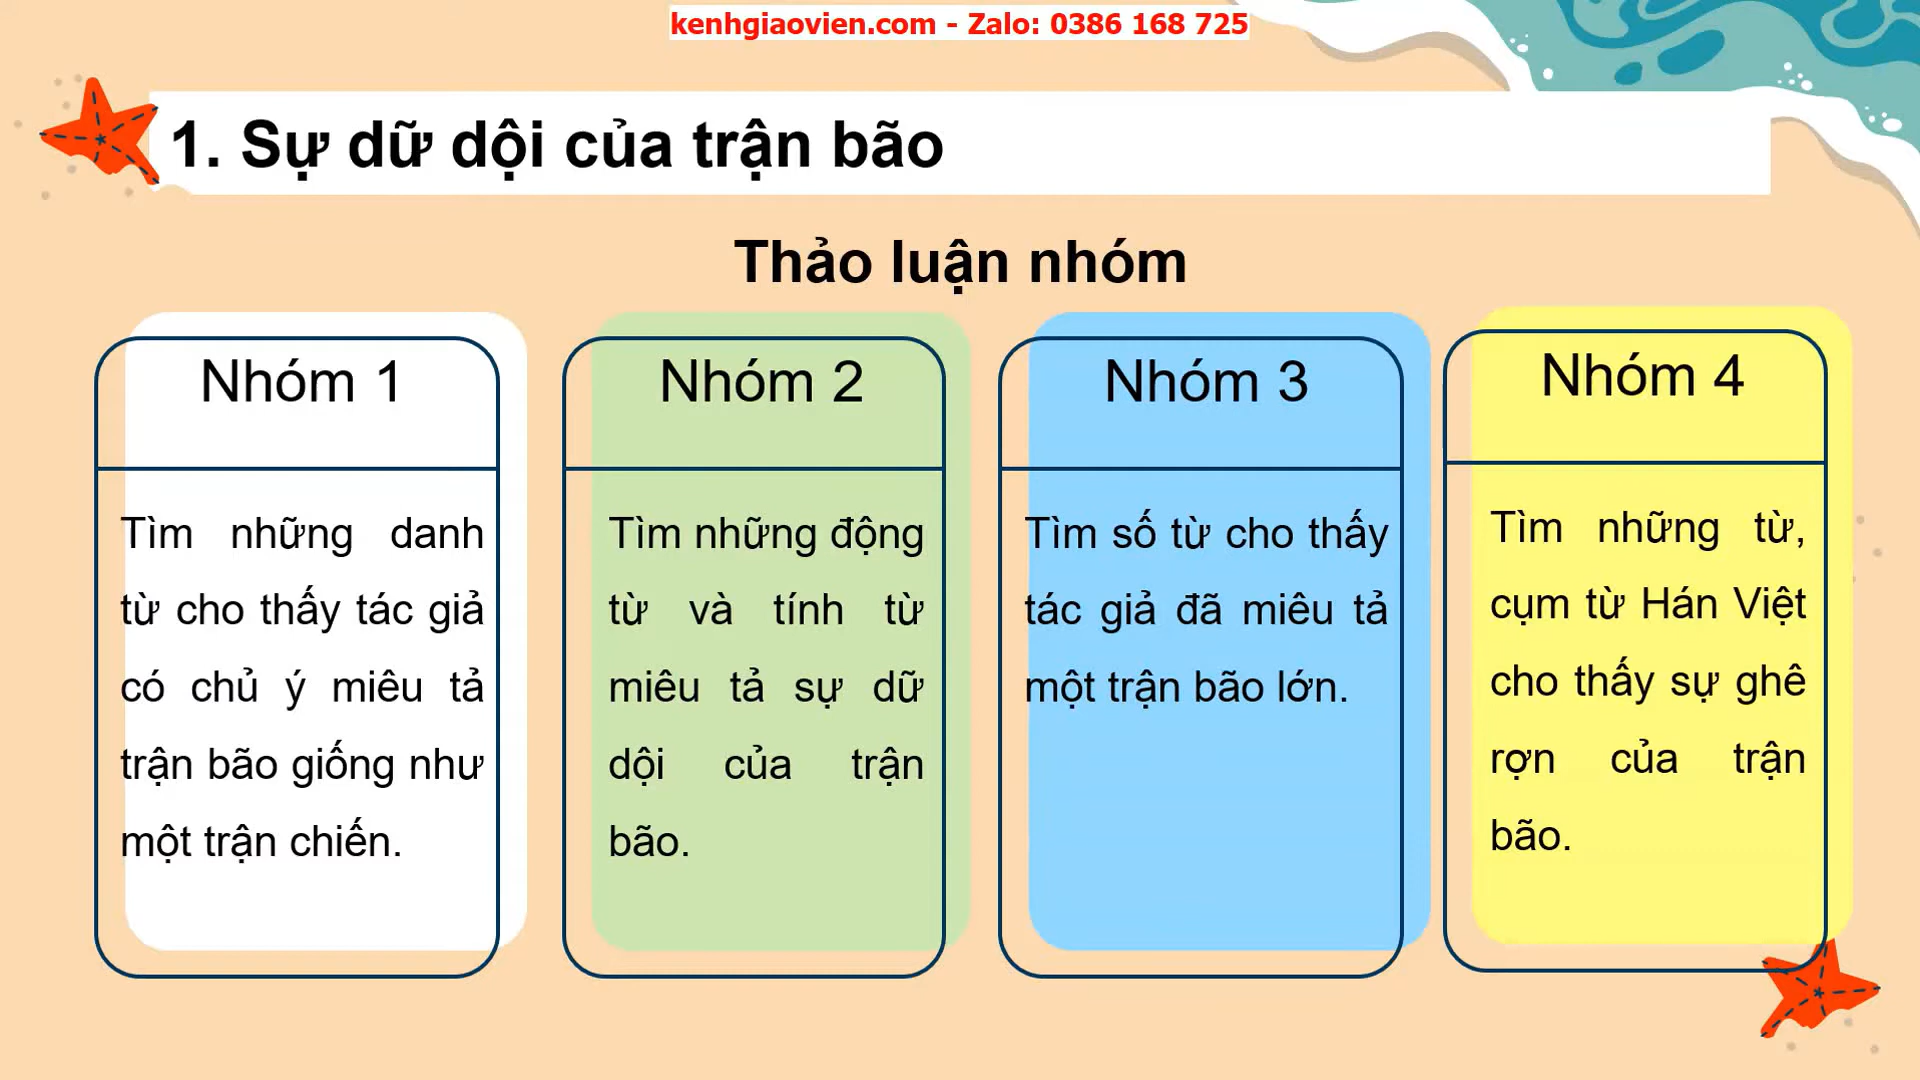 kenhgiaovien.com - Zalo: 0386 168 725
1. Sự dữ dội của trận bão
Thảo luận nhóm
Nhóm 1
Tìm những danh
từ cho thấy tác giả
có chủ ý miêu tả
trận bão giống như
một trận chiến.
Nhóm 2
Tìm những động
từ và tính từ
miêu tả sự dữ
dội của trận
bão.
Nhóm 3
Tìm số từ cho thấy
tác giả đã miêu tả
một trận bão lớn.
Nhóm 4
Tìm những từ,
cụm từ Hán Việt
cho thấy sự ghê
rợn của trận
bão.